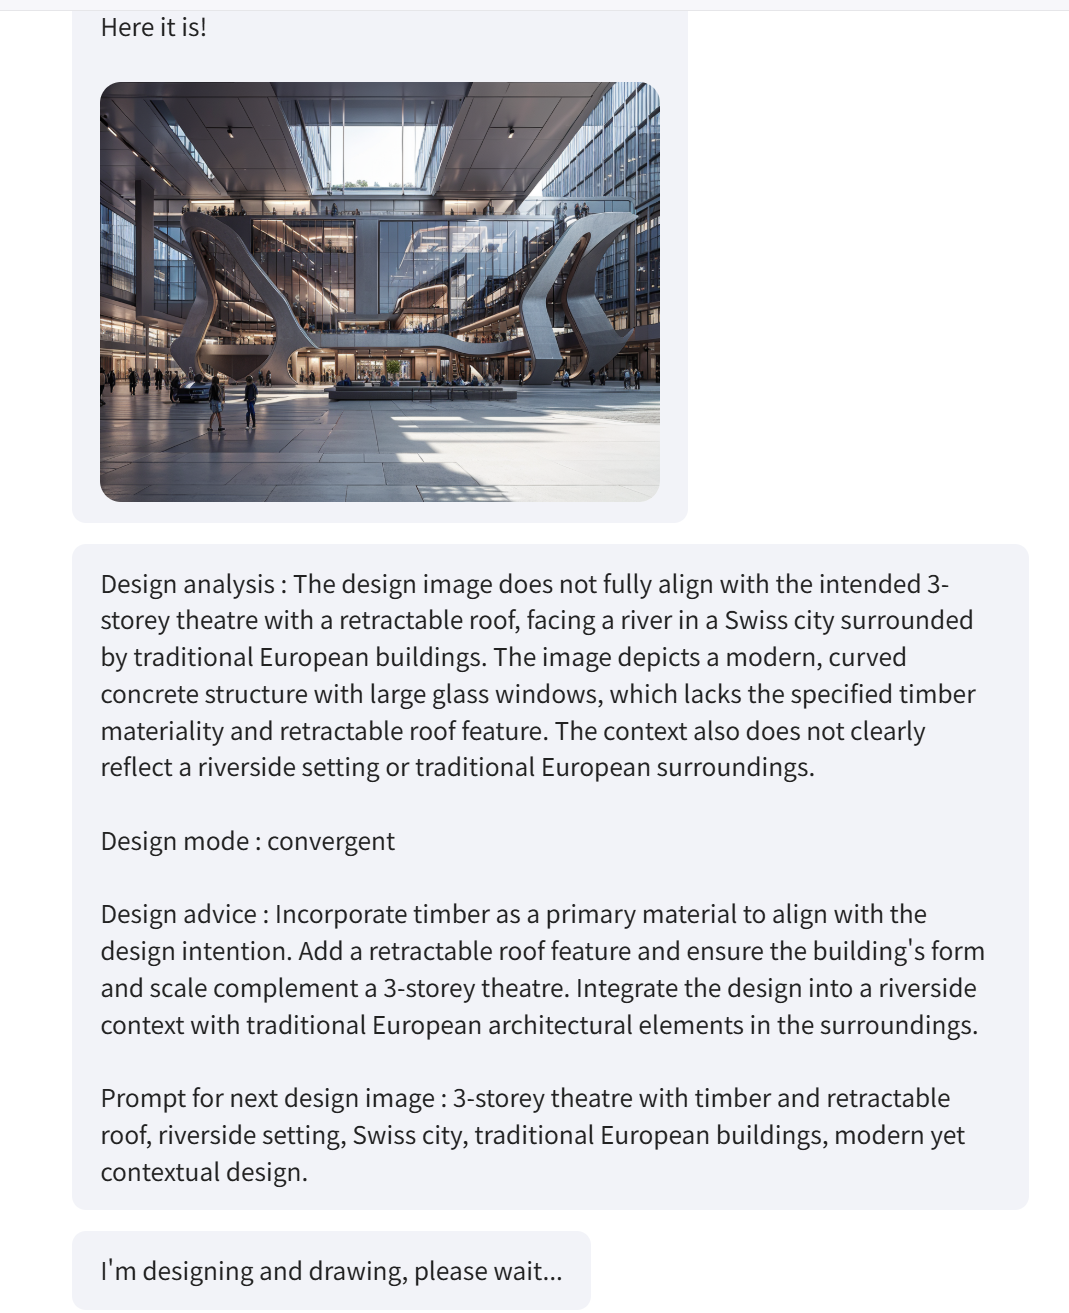 Here it is!
Design analysis : The design image does not fully align with the intended 3-
storey theatre with a retractable roof, facing a river in a Swiss city surrounded
by traditional European buildings. The image depicts a modern, curved
concrete structure with large glass windows, which lacks the specified timber
materiality and retractable roof feature. The context also does not clearly
reflect a riverside setting or traditional European surroundings.
Design mode : convergent
Design advice : Incorporate timber as a primary material to align with the
design intention. Add a retractable roof feature and ensure the building's form
and scale complement a 3-storey theatre. Integrate the design into a riverside
context with traditional European architectural elements in the surroundings.
Prompt for next design image : 3-storey theatre with timber and retractable
roof, riverside setting, Swiss city, traditional European buildings, modern yet
contextual design.
I'm designing and drawing, please wait...